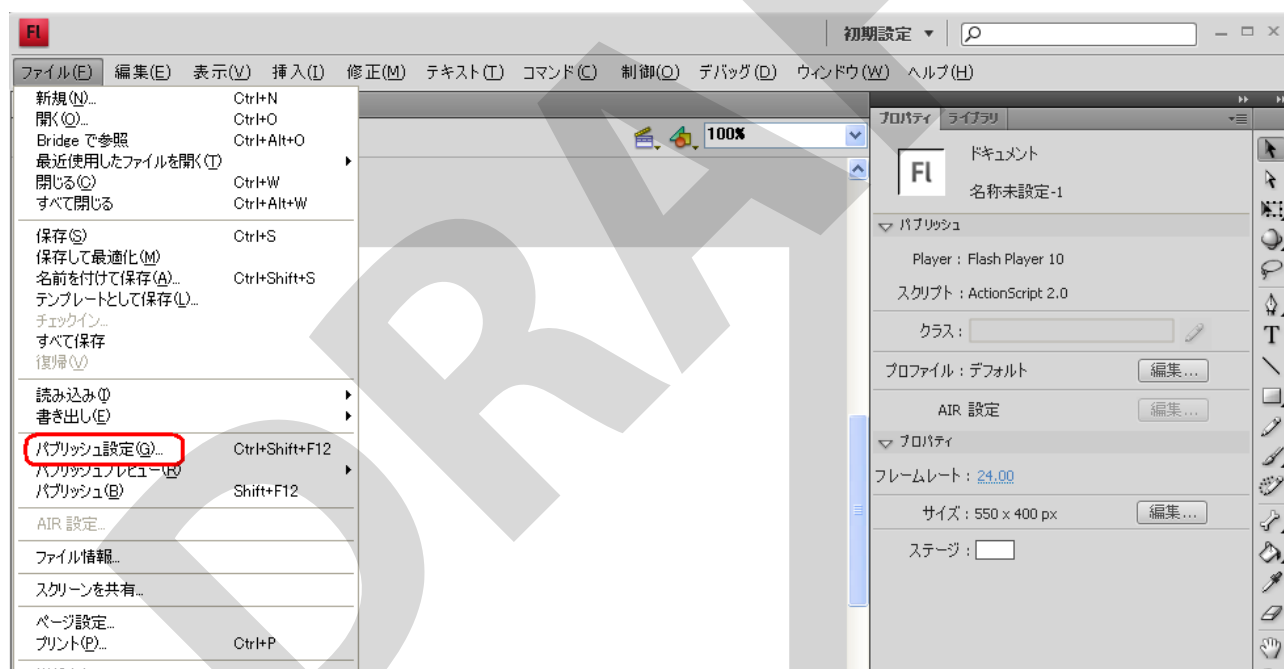 Fl
初期設定 ▼
ファイル(F) 編集(E) 表示(V) 挿入(I) 修正(M) テキスト(T) コマンド(C) 制御(O) デバッグ(D) ウィンドウ(W) ヘルプ(H)
新規(N)... Ctrl+N
開く(O)... Ctrl+O
Bridge で参照 Ctrl+Alt+O
最近使用したファイルを開く(T)
閉じる(C) Ctrl+W
すべて閉じる Ctrl+Alt+W
保存(S) Ctrl+S
保存して最適化(M)
名前を付けて保存(A)... Ctrl+Shift+S
テンプレートとして保存(L)...
チェックイン...
すべて保存
復帰(V)
読み込み(I)
書き出し(E)
パブリッシュ設定(G)... Ctrl+Shift+F12
パブリッシュプレビュー(R)
パブリッシュ(B) Shift+F12
AIR 設定...
ファイル情報...
スクリーンを共有...
ページ設定...
プリント(P)... Ctrl+P
100%
プロパティ ライブラリ
Fl
ドキュメント
名称未設定-1
パブリッシュ
Player : Flash Player 10
スクリプト : ActionScript 2.0
クラス :
プロファイル : デフォルト 編集...
AIR 設定 編集...
プロパティ
フレームレート : 24.00
サイズ : 550 x 400 px 編集...
ステージ :
T
DRA